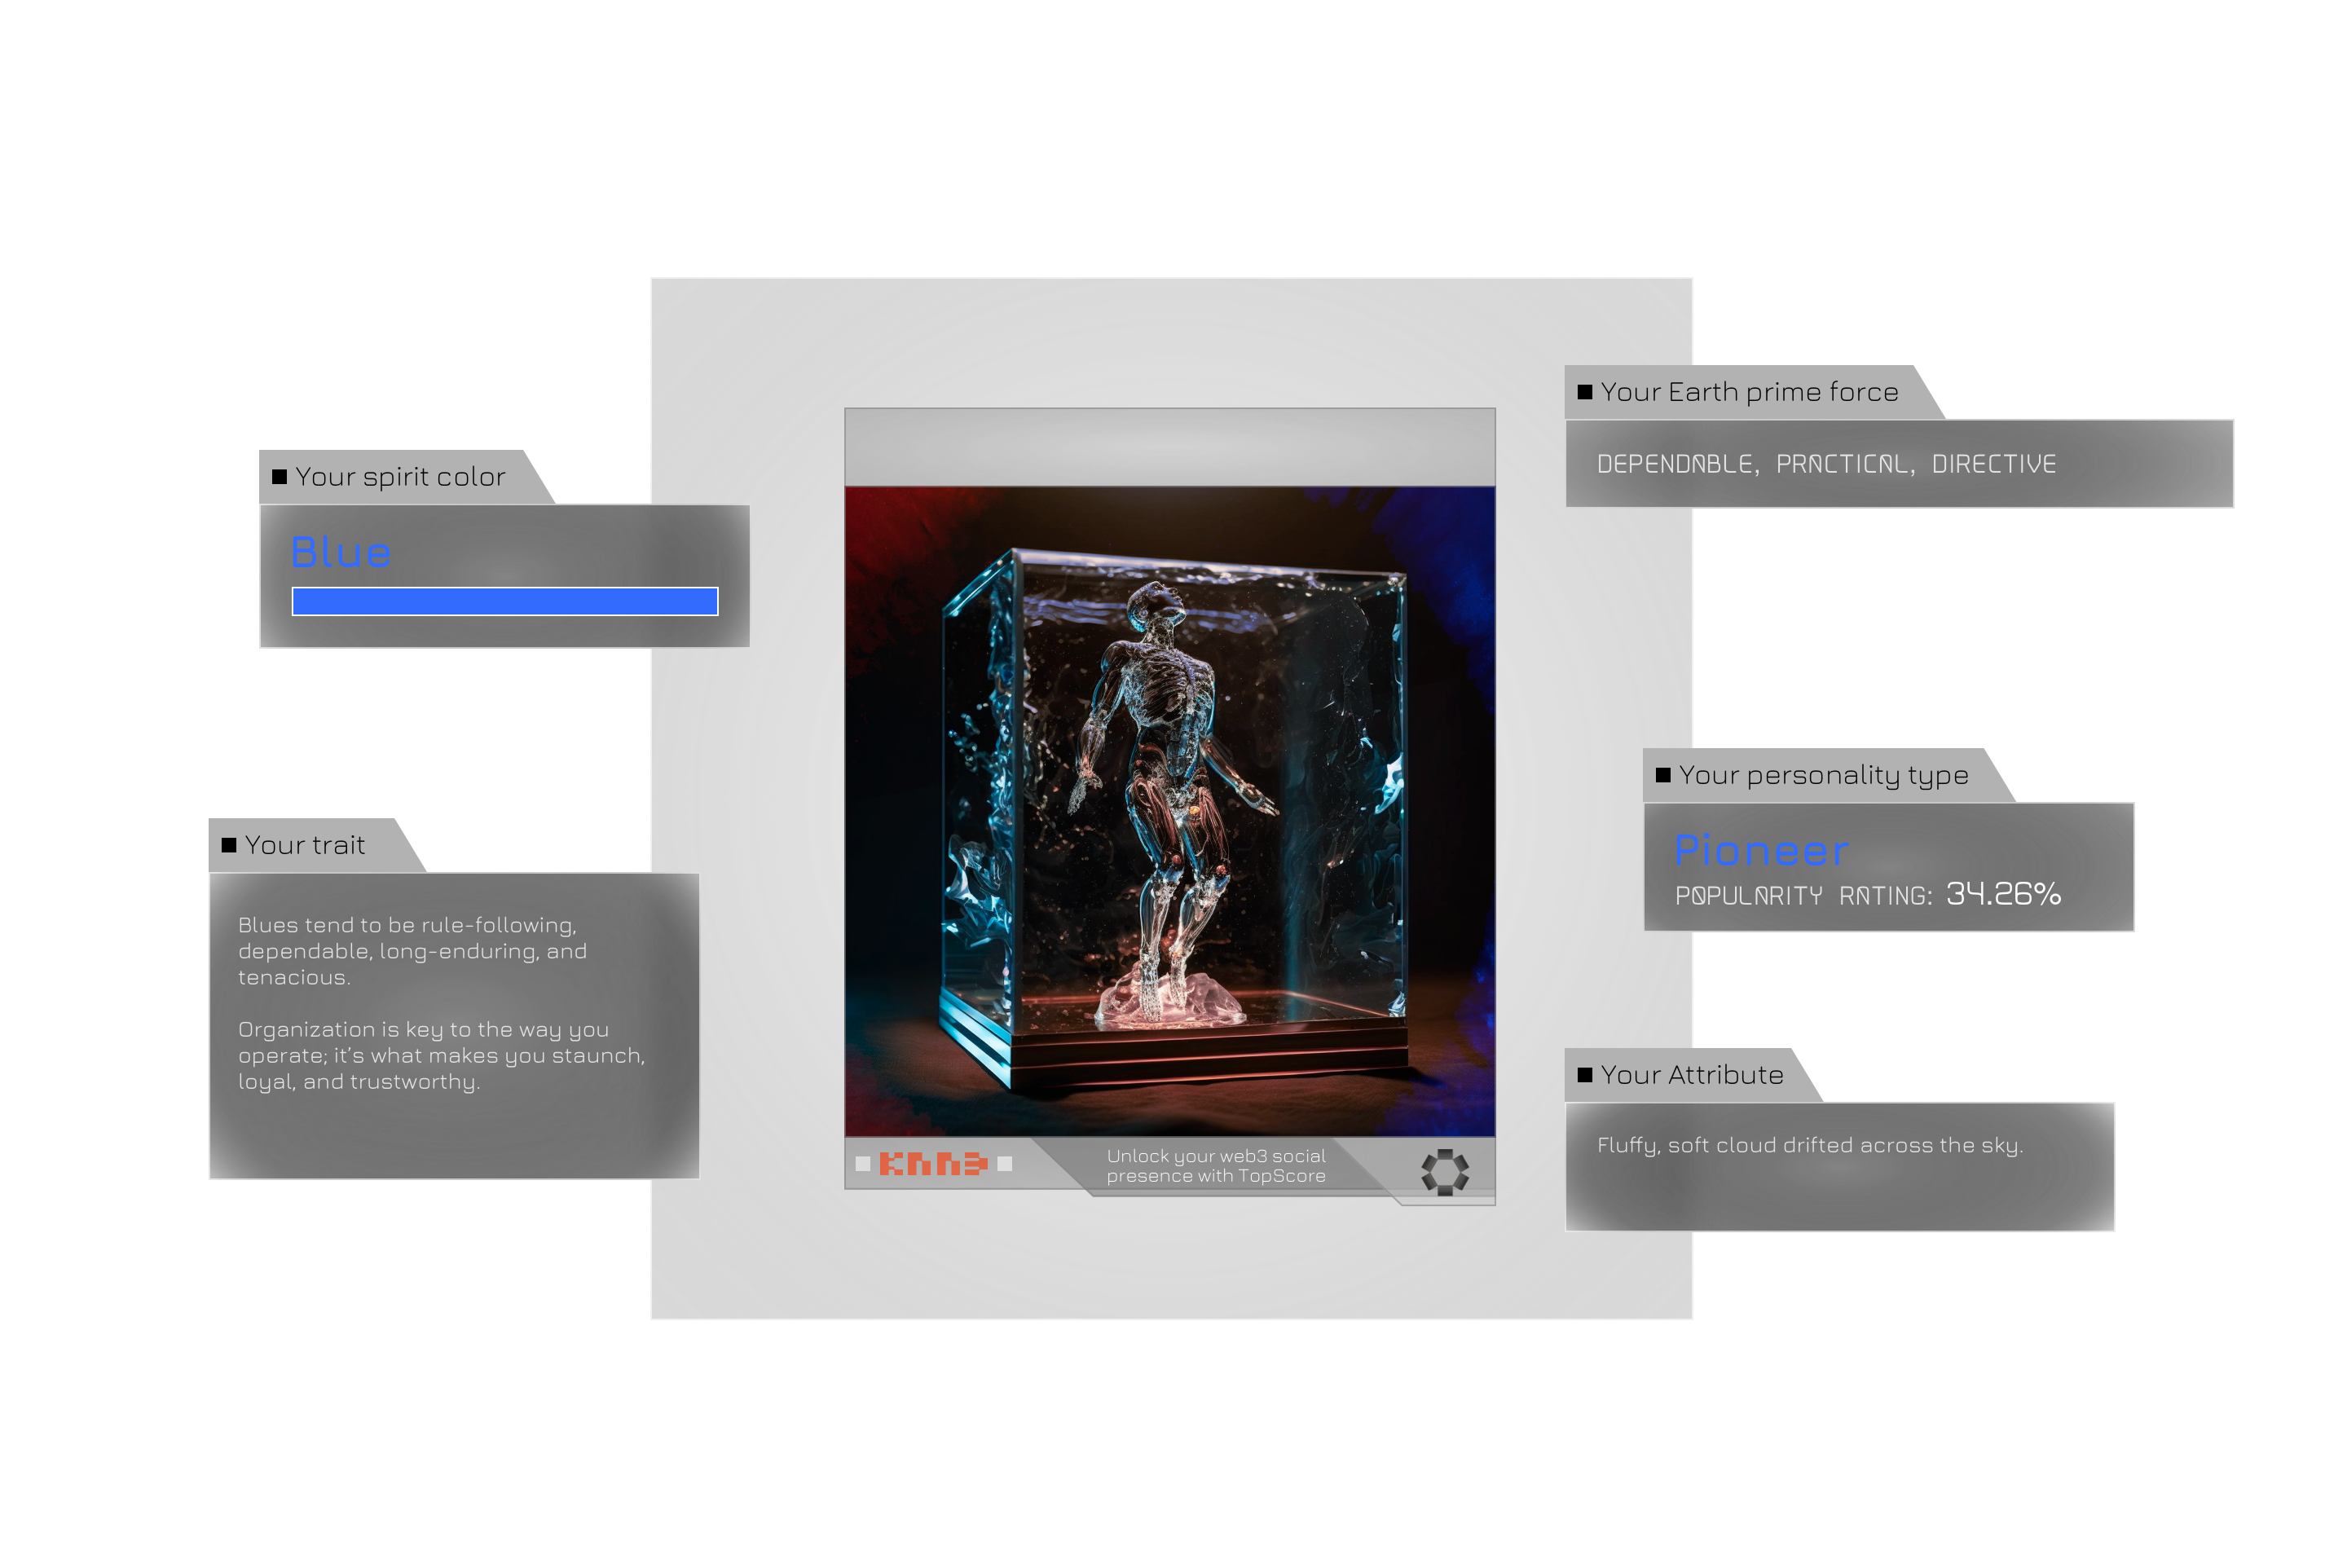 Your spirit color
Blue
Your trait
Blues tend to be rule-following,
dependable, long-enduring, and
tenacious.
Organization is key to the way you
operate; it's what makes you staunch,
loyal, and trustworthy.
KNN3
Unlock your web3 social
presence with TopScore
Your Earth prime force
DEPENDABLE, PRACTICAL, DIRECTIVE
Your personality type
Pioneer
POPULARITY RATING: 34.26%
Your Attribute
Fluffy, soft cloud drifted across the sky.